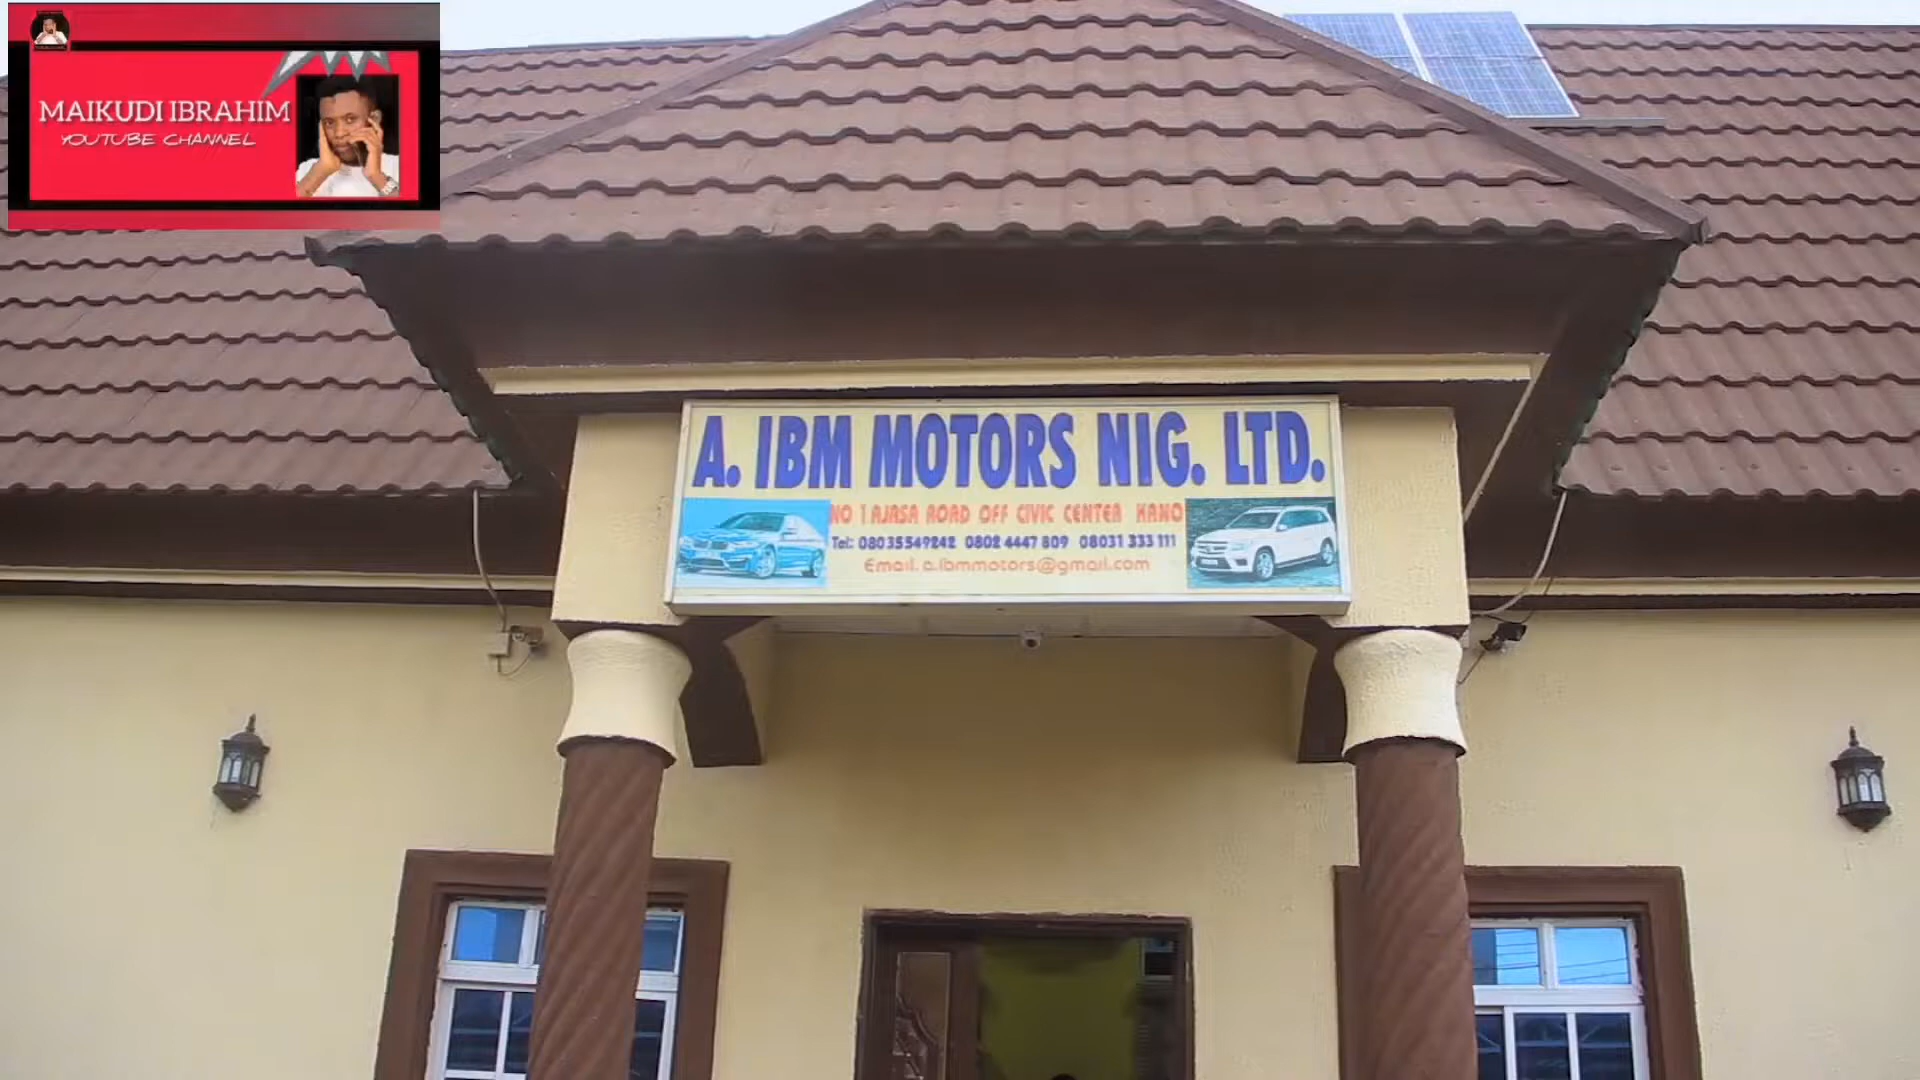 MAIKUDI IBRAHIM
YOUTUBE CHANNEL
A. IBM MOTORS NIG. LTD.
NO 1 AJASA ROAD OFF CIVIC CENTER KANO
Tel: 08035549242 0802 4447 809 08031 333 111
Email. a.ibmmotors@gmail.com